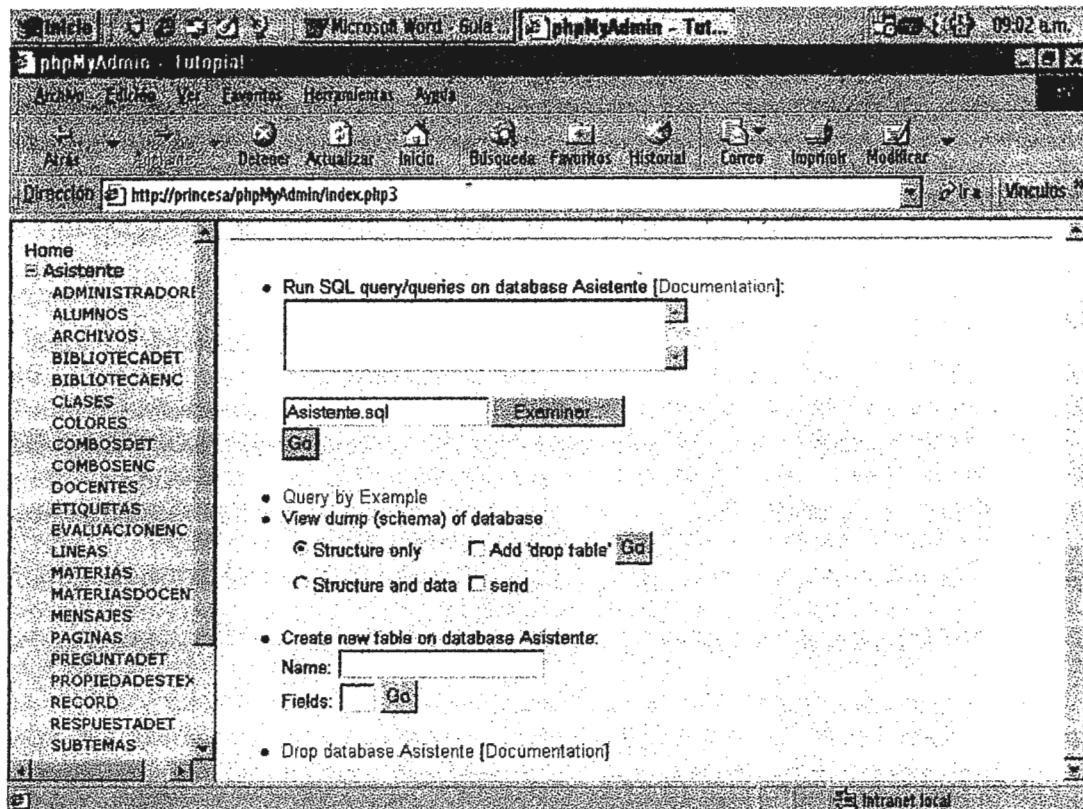 Inicio Microsoft Word - Guia ... phpMyAdmin - Tut... 09:02 a.m.
phpMyAdmin - Tutopial
Archivo Edición Ver Favoritos Herramientas Ayuda
Atrás Adelante Detener Actualizar Inicio Búsqueda Favoritos Historial Correo Imprimir Modificar
Dirección http://princesa/phpMyAdmin/index.php3 Ir a Vínculos »
Home
Asistente
ADMINISTRADORE
ALUMNOS
ARCHIVOS
BIBLIOTECADET
BIBLIOTECAENC
CLASES
COLORES
COMBOSDET
COMBOSENC
DOCENTES
ETIQUETAS
EVALUACIONENC
LINEAS
MATERIAS
MATERIASDOCEN
MENSAJES
PAGINAS
PREGUNTADET
PROPIEDADESTEX
RECORD
RESPUESTADET
SUBTEMAS
• Run SQL query/queries on database Asistente [Documentation]:
Asistente.sql Examinar...
Go
• Query by Example
• View dump (schema) of database
Structure only Add 'drop table' Go
Structure and data send
• Create new table on database Asistente:
Name:
Fields: Go
• Drop database Asistente [Documentation]
Intranet local